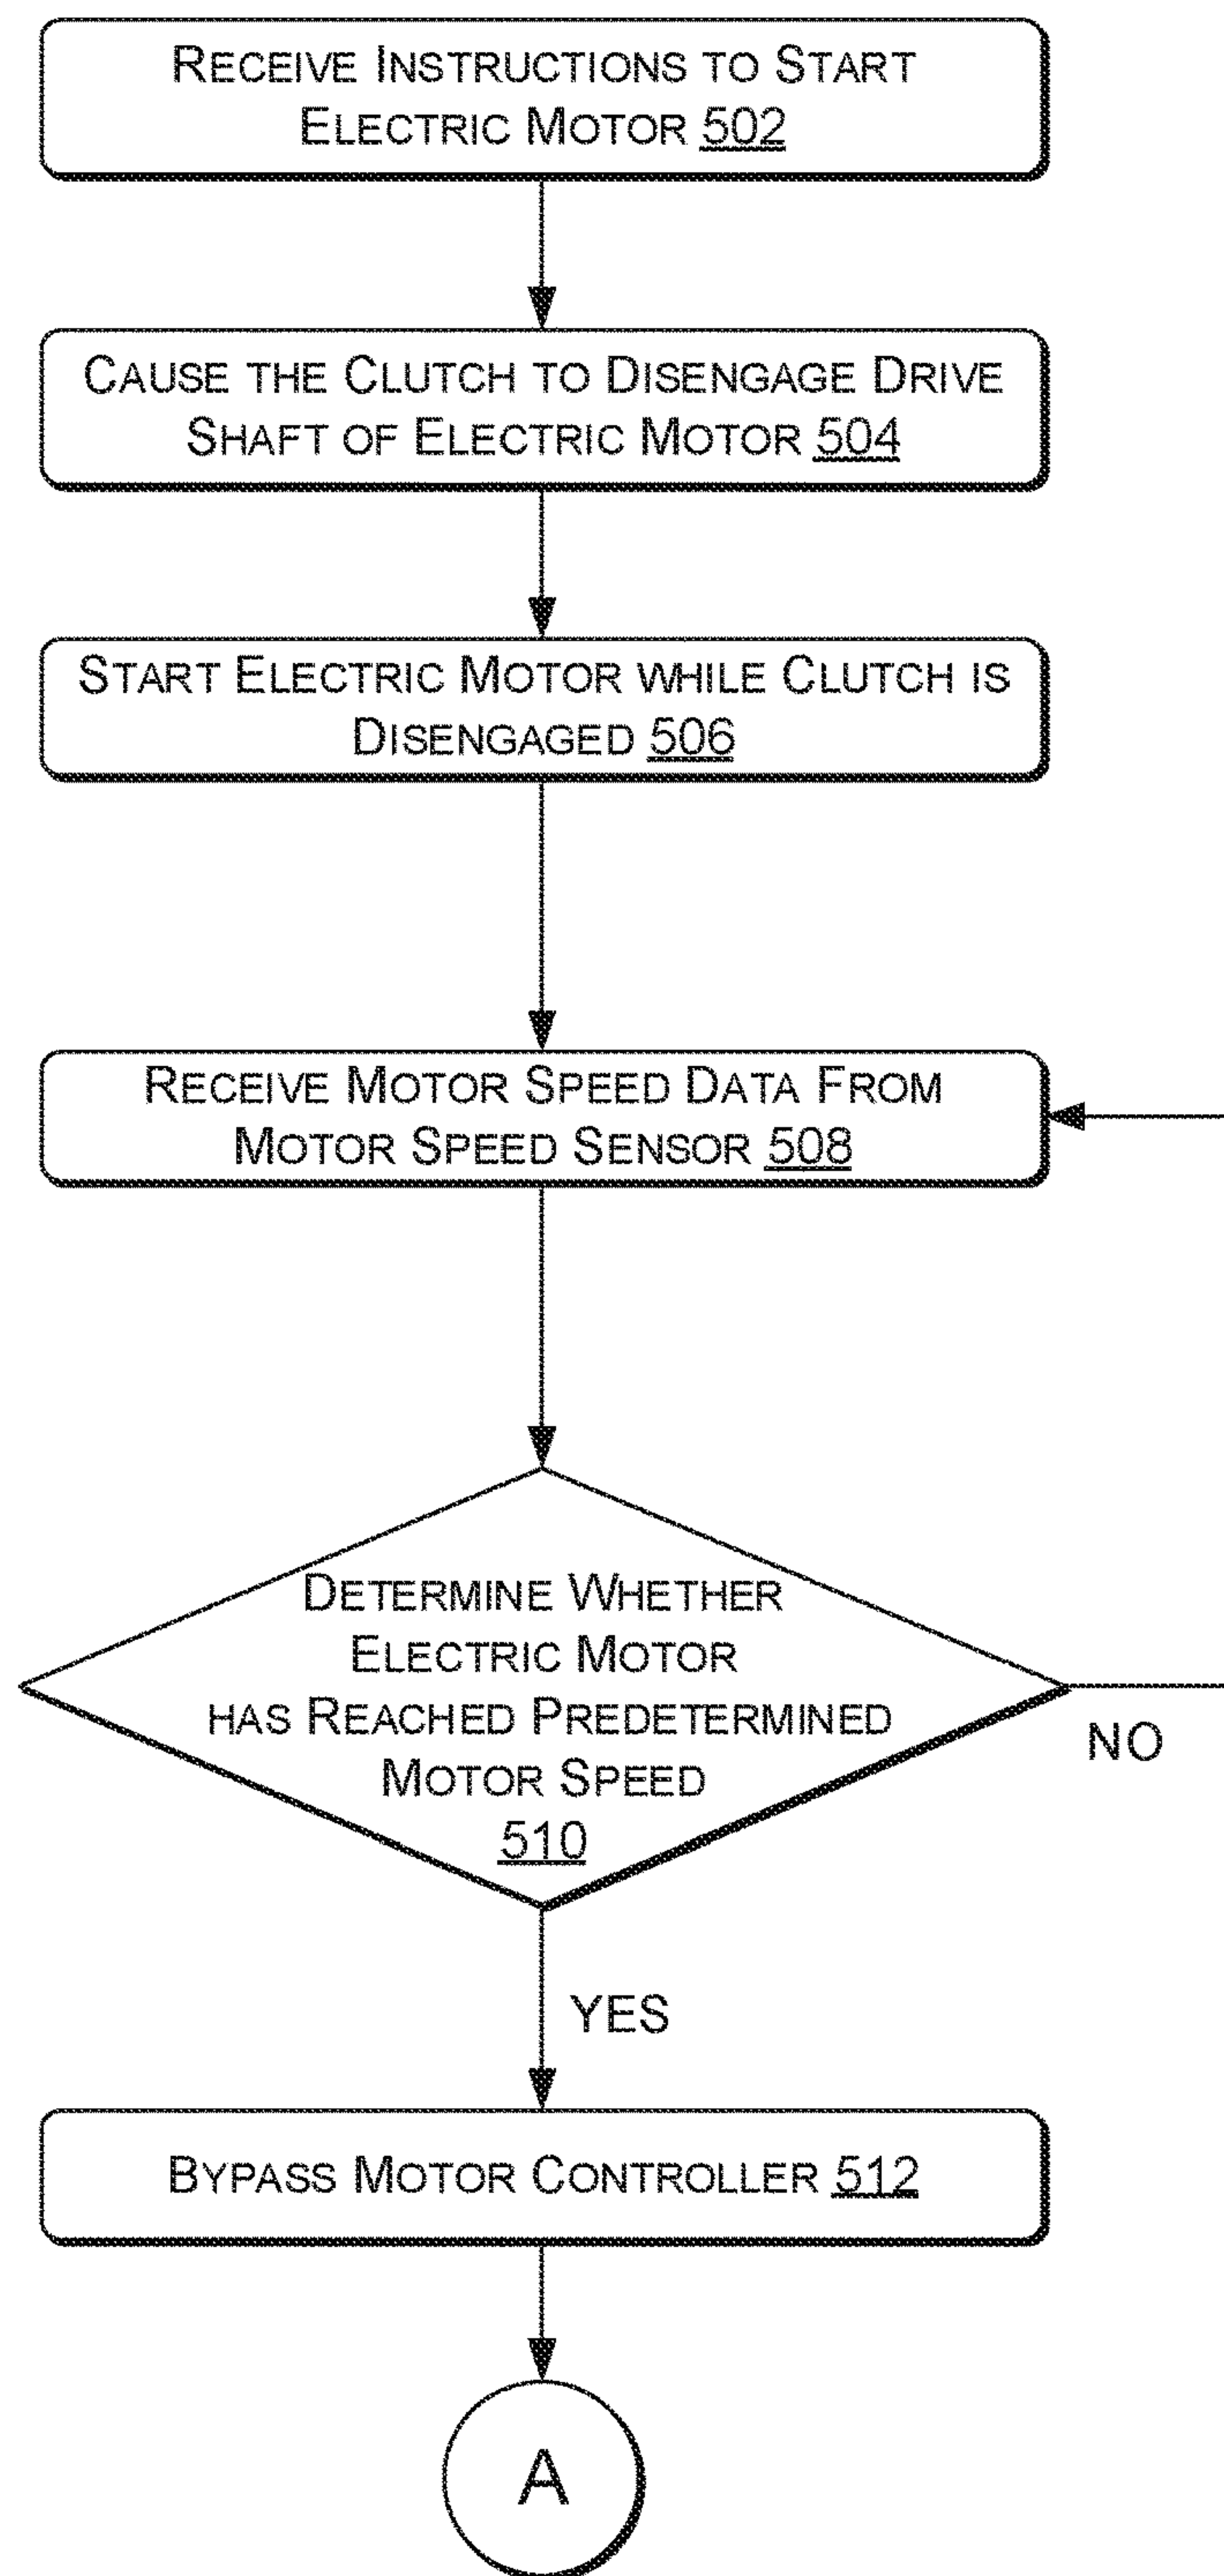 RECEIVE INSTRUCTIONS TO START
ELECTRIC MOTOR 502
CAUSE THE CLUTCH TO DISENGAGE DRIVE
SHAFT OF ELECTRIC MOTOR 504
START ELECTRIC MOTOR WHILE CLUTCH IS
DISENGAGED 506
RECEIVE MOTOR SPEED DATA FROM
MOTOR SPEED SENSOR 508
DETERMINE WHETHER
ELECTRIC MOTOR
HAS REACHED PREDETERMINED
MOTOR SPEED
510
NO
YES
BYPASS MOTOR CONTROLLER 512
A